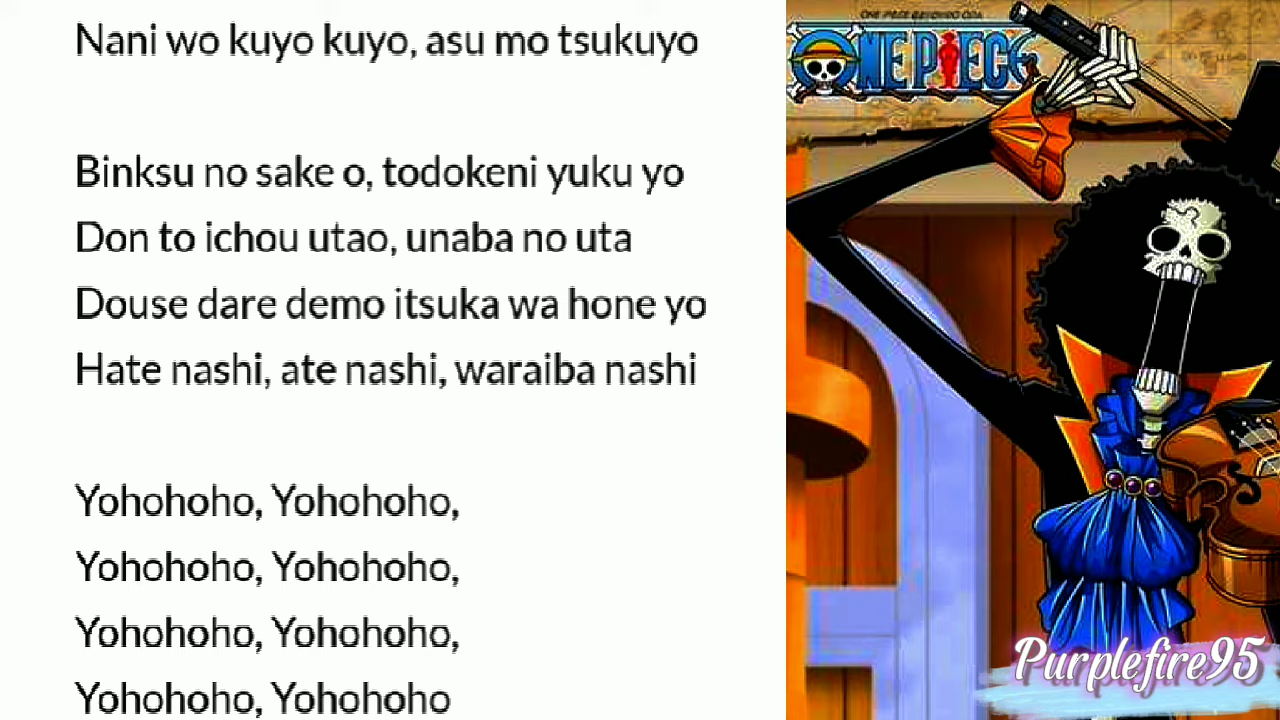 Nani wo kuyo kuyo, asu mo tsukuyo
Binksu no sake o, todokeni yuku yo
Don to ichou utao, unaba no uta
Douse dare demo itsuka wa hone yo
Hate nashi, ate nashi, waraiba nashi
Yohohoho, Yohohoho,
Yohohoho, Yohohoho,
Yohohoho, Yohohoho,
Yohohoho, Yohohoho
ONE PIECE
Purplefire95